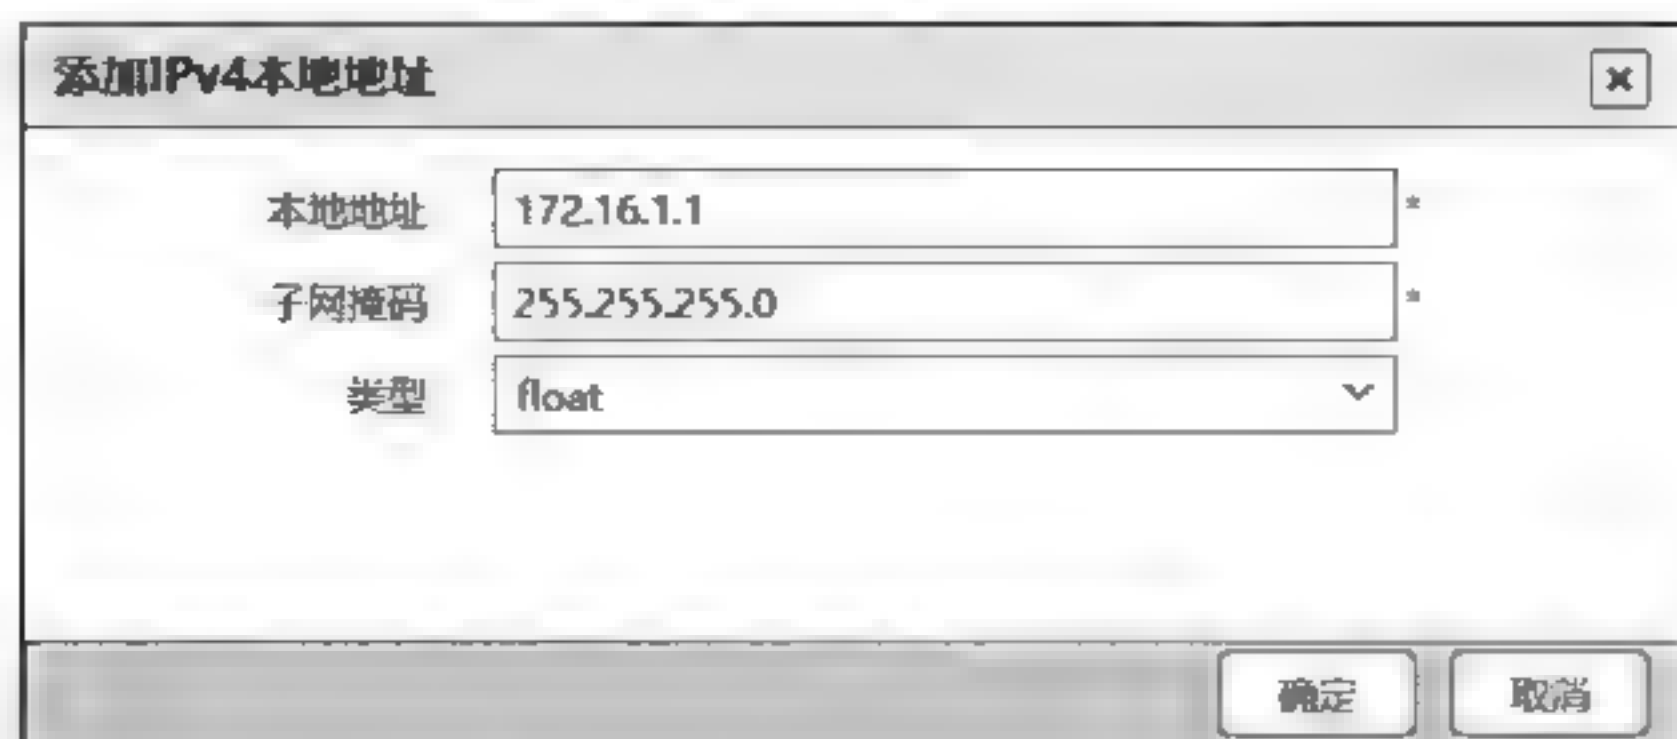 添加IPv4本地地址
本地地址 172.16.1.1 *
子网掩码 255.255.255.0 *
类型 float
确定 取消